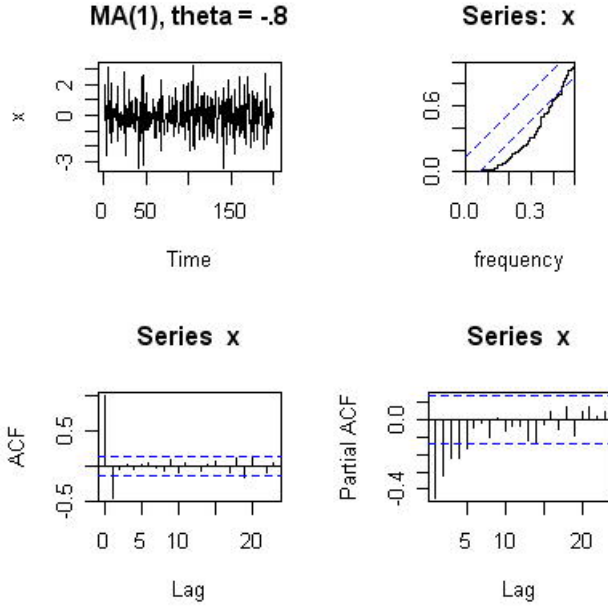 MA(1), theta = -.8
x
2
0
-3
0
50
150
Time
Series: x
0.6
0.0
0.0
0.3
frequency
Series x
ACF
0.5
-0.5
0
5
10
20
Lag
Series x
Partial ACF
0.0
-0.4
5
10
20
Lag